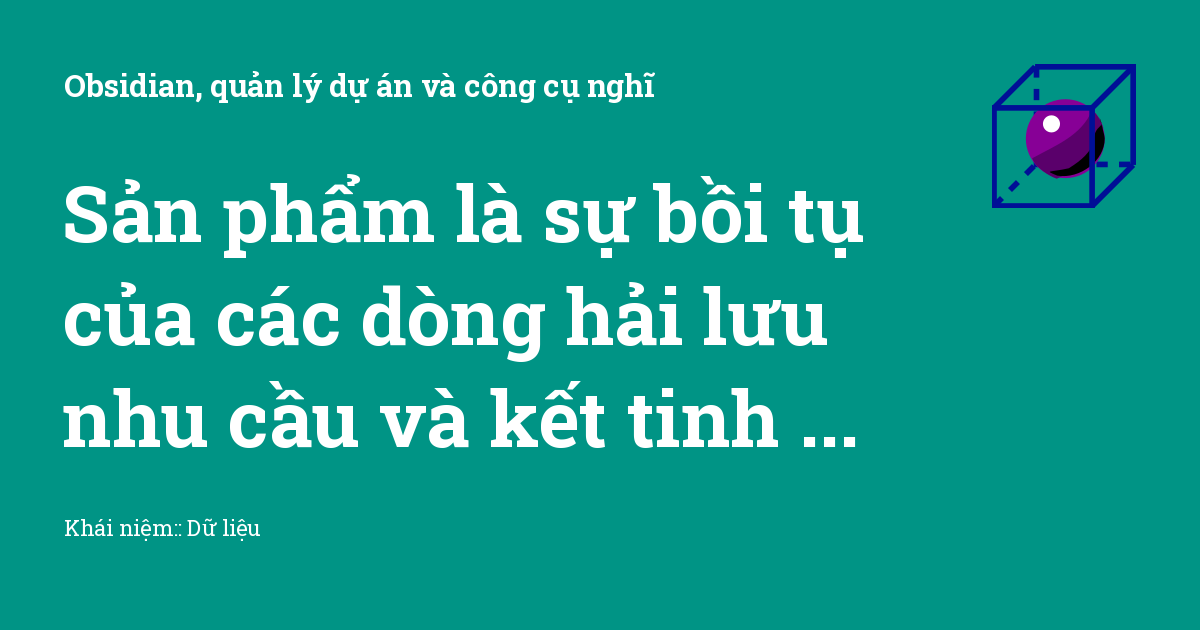 Obsidian, quản lý dự án và công cụ nghĩ
Sản phẩm là sự bồi tụ
của các dòng hải lưu
nhu cầu và kết tinh ...
Khái niệm:: Dữ liệu